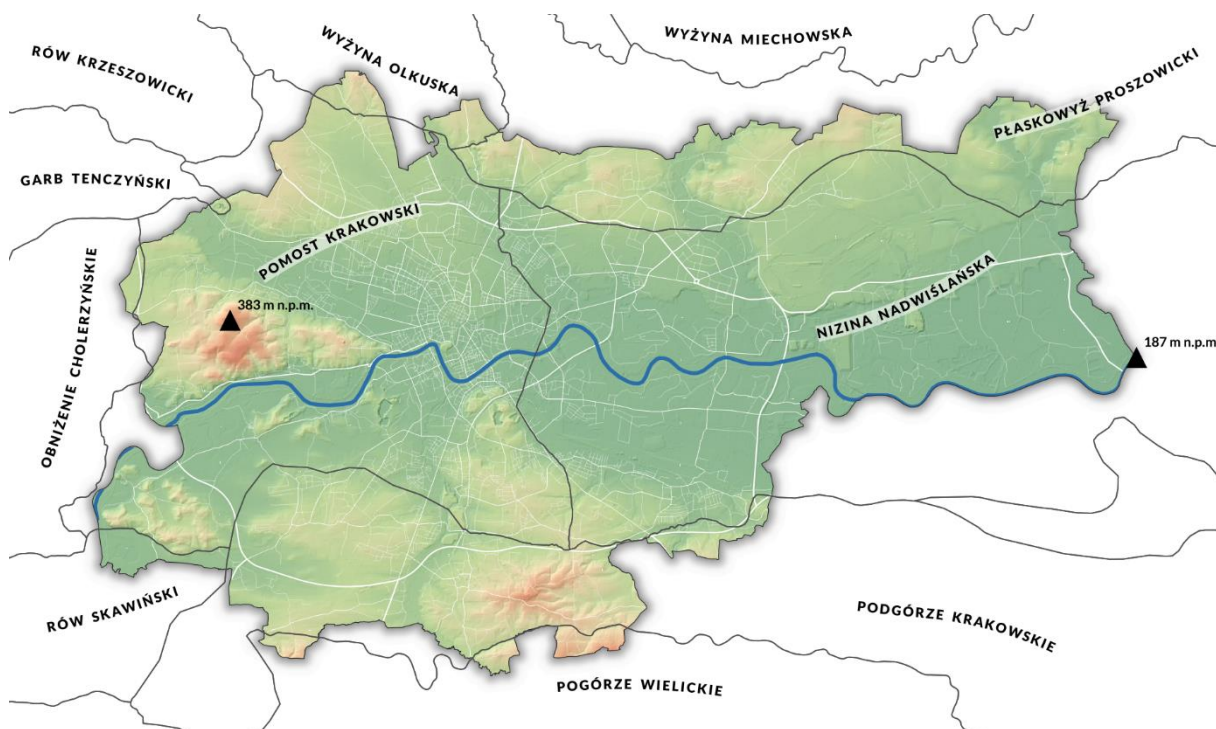 WYŻYNA MIECHOWSKA
WYŻYNA OLKUSKA
RÓW KRZESZOWICKI
PŁASKOWYŻ PROSZOWICKI
GARB TENCZYŃSKI
POMOST KRAKOWSKI
OBNIŻENIE CHOLERZYŃSKIE
383 m n.p.m.
NIZINA NADWIŚLAŃSKA
187 m n.p.m
RÓW SKAWIŃSKI
PODGÓRZE KRAKOWSKIE
POGÓRZE WIELICKIE